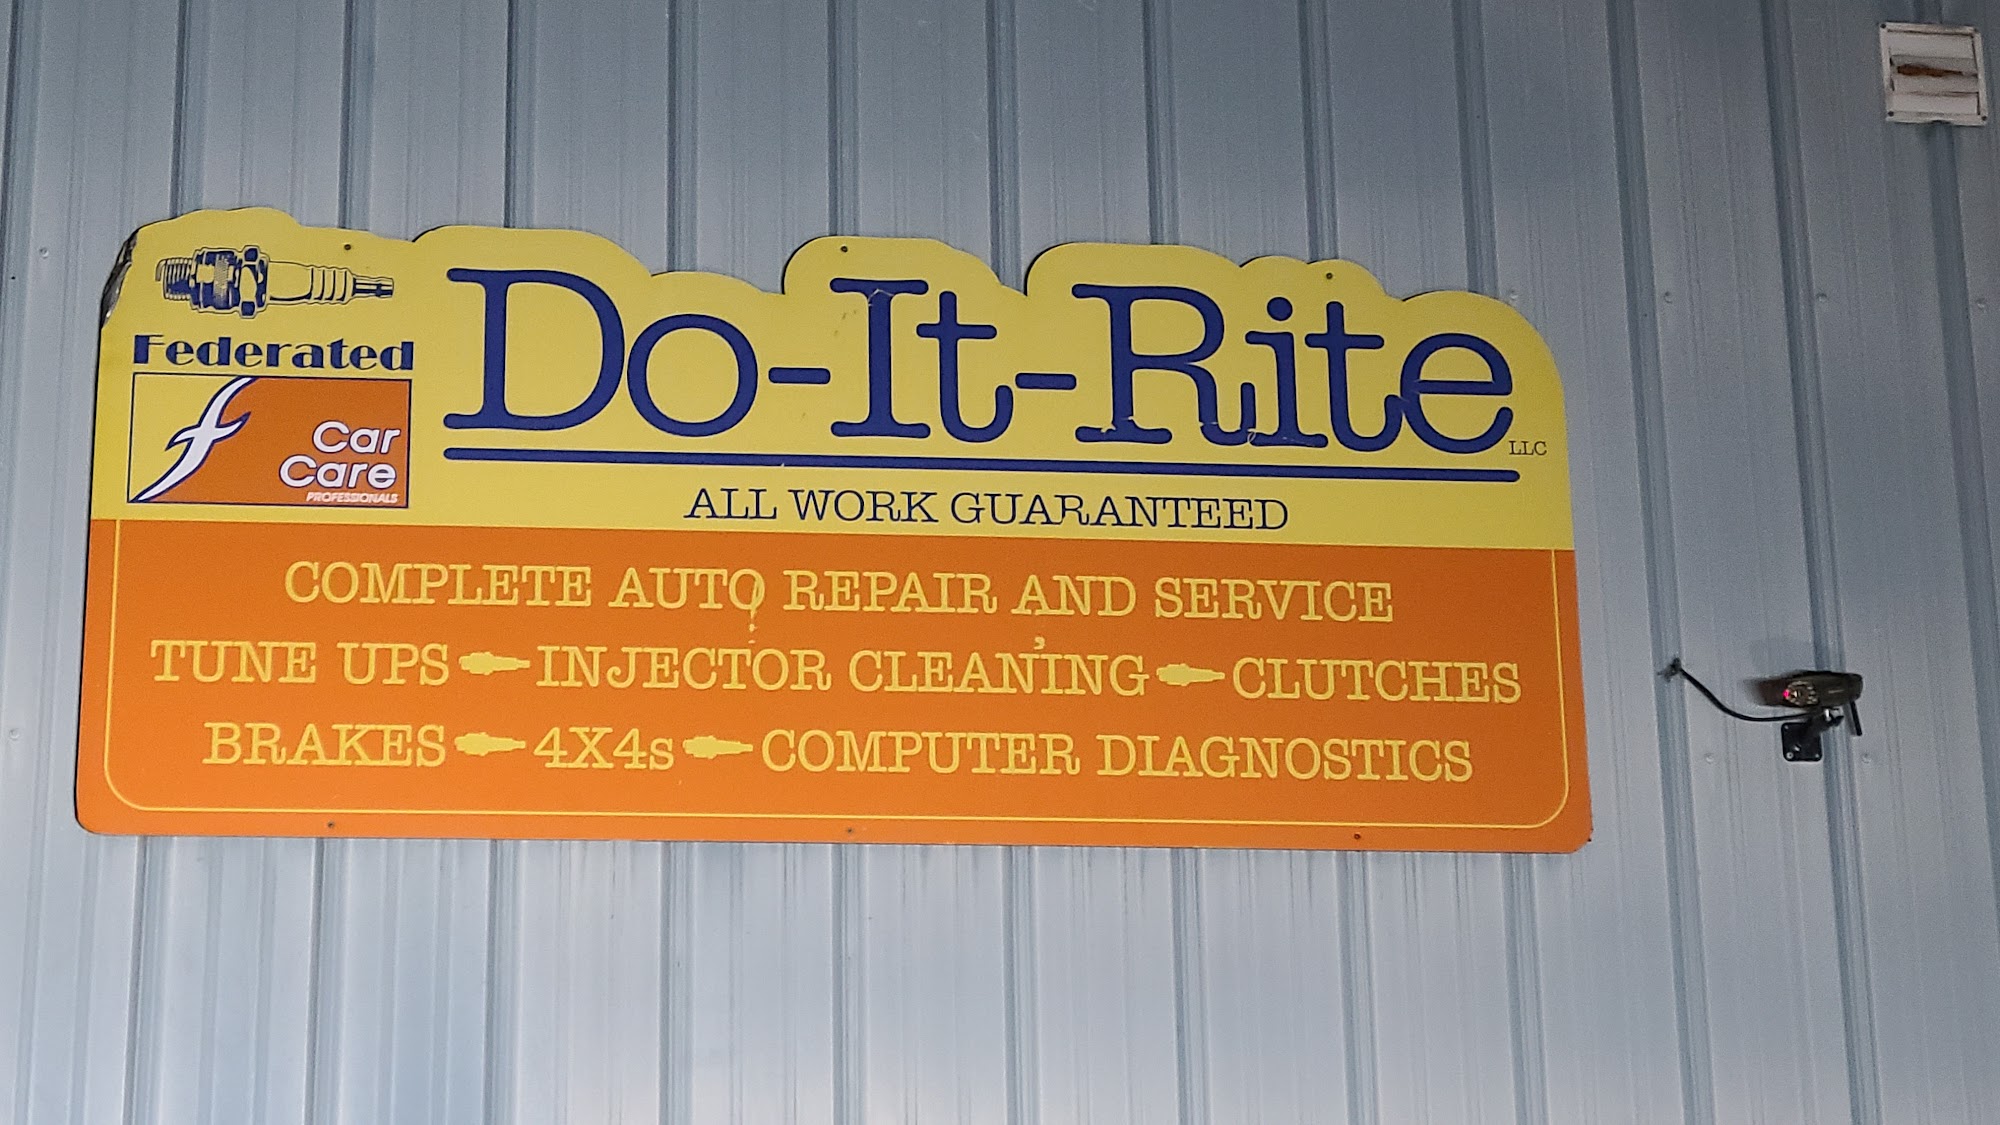 Federated
Car
Care
PROFESSIONALS
Do-It-Rite
LLC
ALL WORK GUARANTEED
COMPLETE AUTO REPAIR AND SERVICE
TUNE UPS INJECTOR CLEANING CLUTCHES
BRAKES 4X4s COMPUTER DIAGNOSTICS